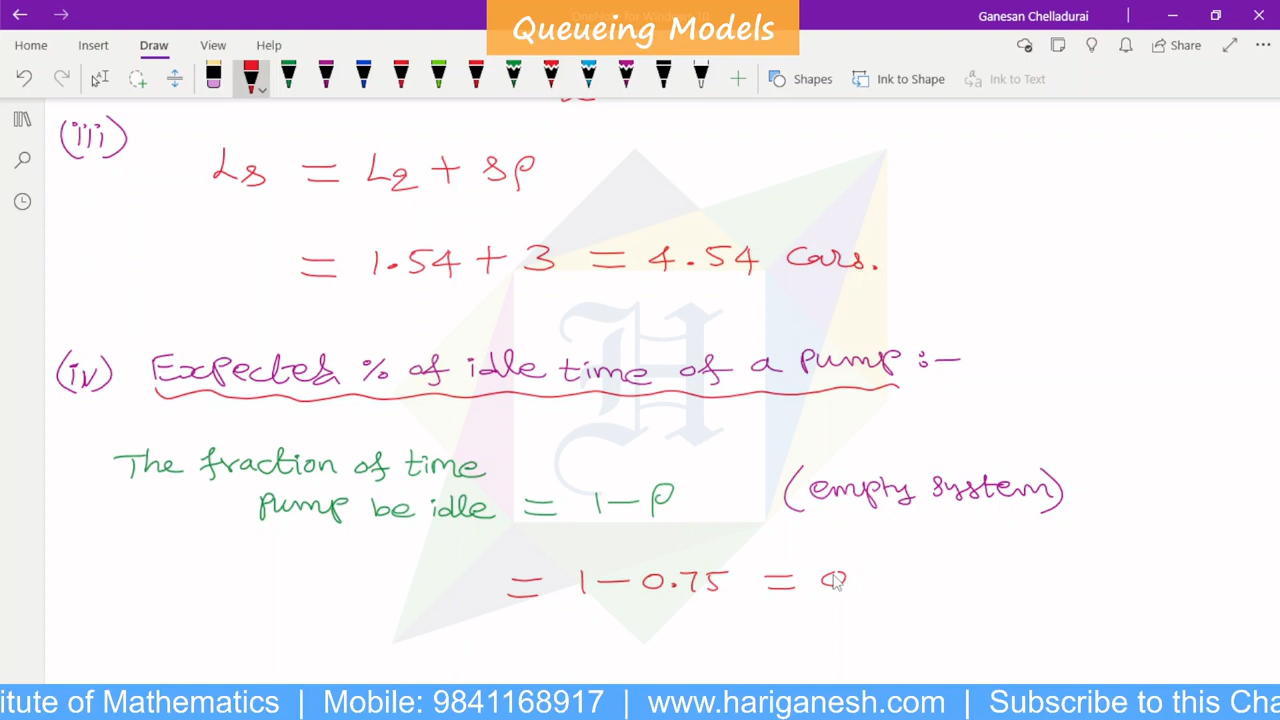 Queueing Models
Ganesan Chelladurai
Home Insert Draw View Help
Share
Shapes Ink to Shape Ink to Text
(iii)
Ls = Lq + sρ
= 1.54 + 3 = 4.54 cars.
(iv) Expected % of idle time of a pump :-
The fraction of time
pump be idle = 1 - ρ (empty system)
= 1 - 0.75 = 0
itute of Mathematics | Mobile: 9841168917 | www.hariganesh.com | Subscribe to this Cha